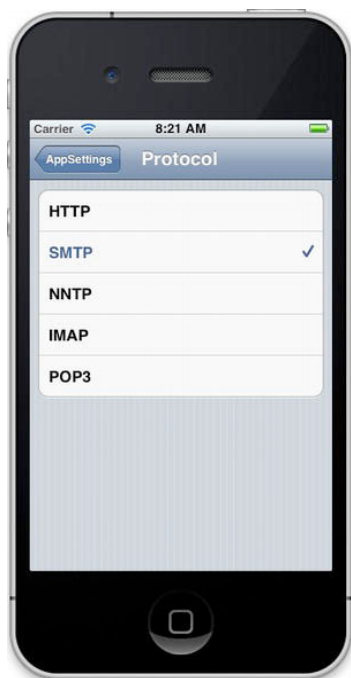 Carrier 8:21 AM
AppSettings Protocol
HTTP
SMTP
NNTP
IMAP
POP3